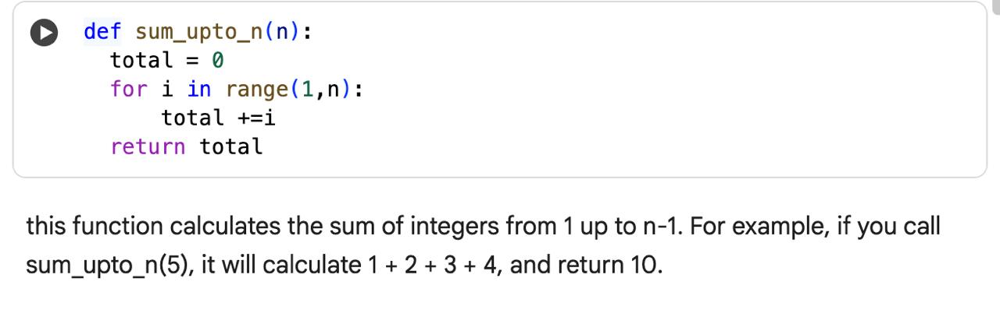 def sum_upto_n(n):
  total = 0
  for i in range(1,n):
      total +=i
  return total
this function calculates the sum of integers from 1 up to n-1. For example, if you call
sum_upto_n(5), it will calculate 1 + 2 + 3 + 4, and return 10.